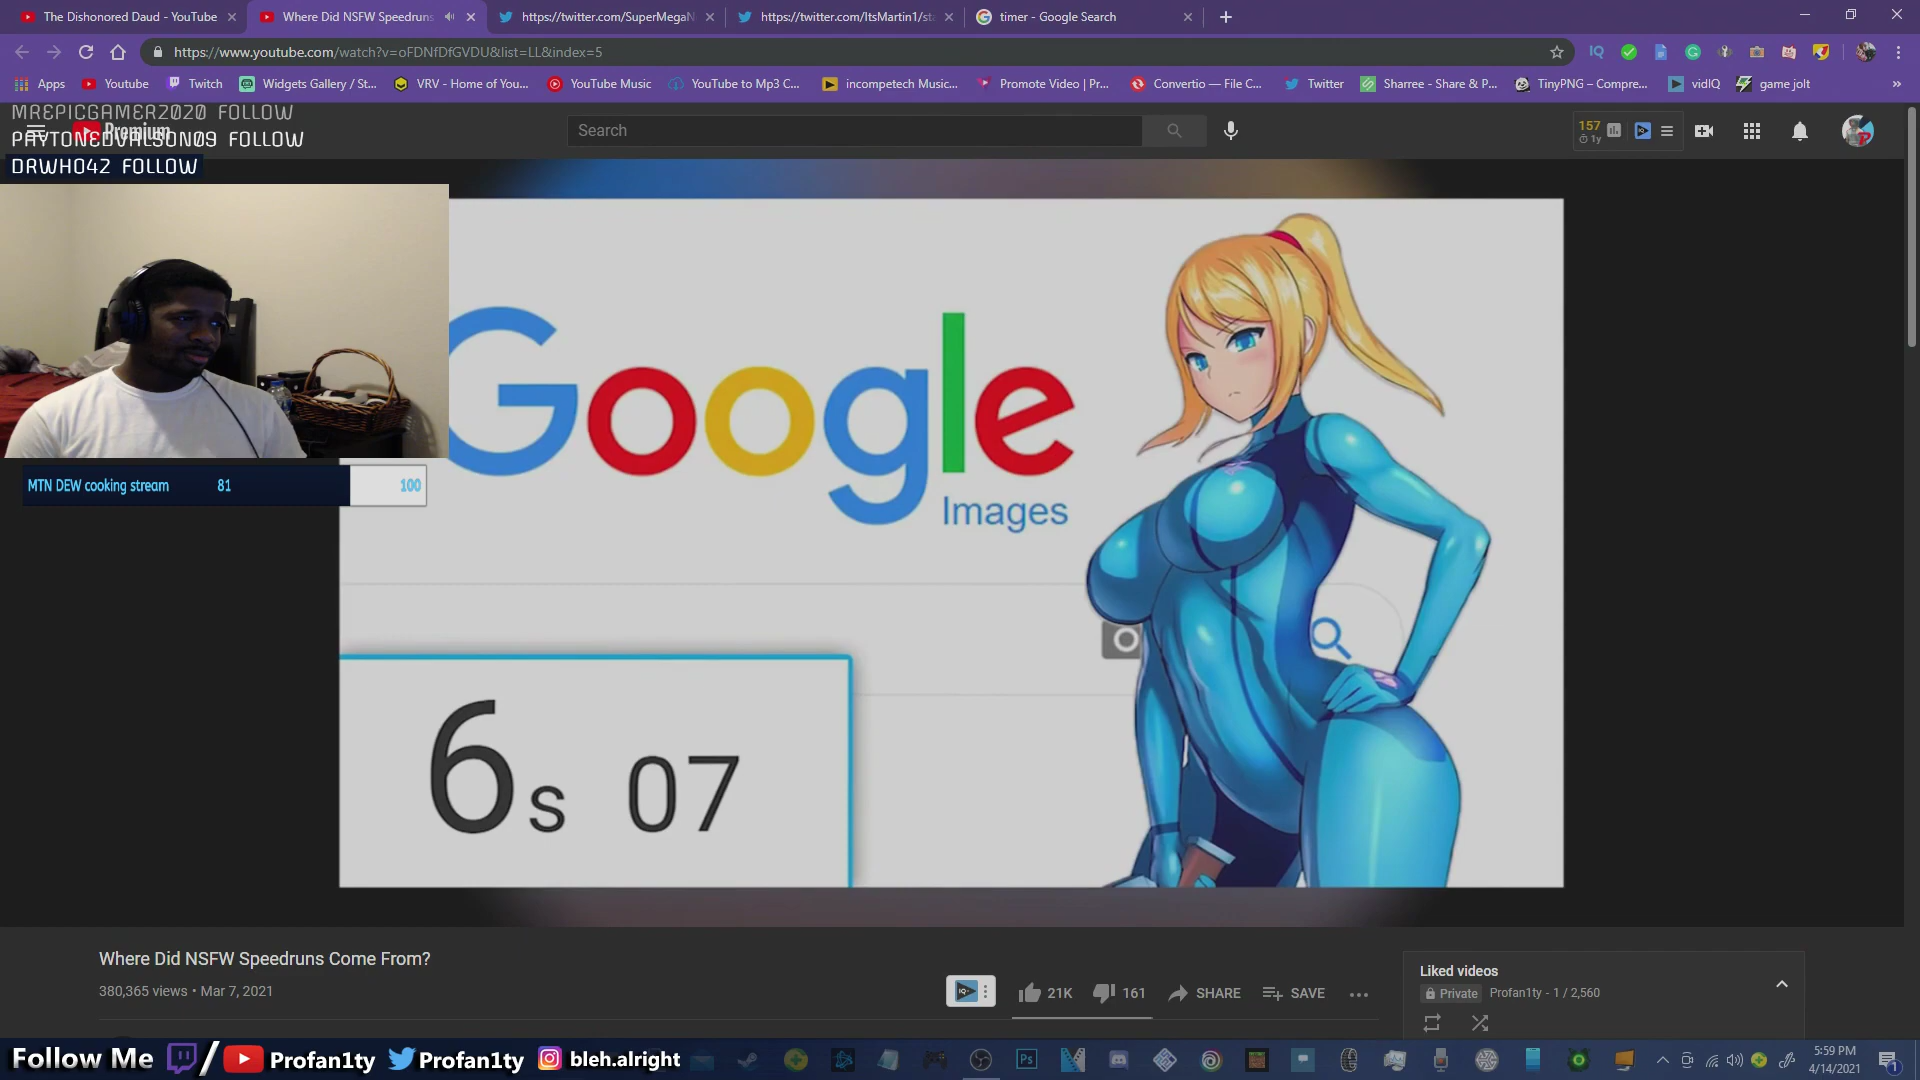 The Dishonored Daud - YouTube
Where Did NSFW Speedruns
https://twitter.com/SuperMegaN
https://twitter.com/ItsMartin1/sta
timer - Google Search
https://www.youtube.com/watch?v=oFDNfDfGVDU&list=LL&index=5
Apps
Youtube
Twitch
Widgets Gallery / St...
VRV - Home of You...
YouTube Music
YouTube to Mp3 C...
incompetech Music...
Promote Video | Pr...
Convertio — File C...
Twitter
Sharree - Share & P...
TinyPNG – Compre...
vidIQ
game jolt
»
MREPICGAMER2020 FOLLOW
Premium
FOLLOW
DRWHO42 FOLLOW
Search
157
1y
Google
Images
MTN DEW cooking stream 81 100
6s 07
Where Did NSFW Speedruns Come From?
380,365 views • Mar 7, 2021
21K
161
SHARE
SAVE
Liked videos
Private
Profan1ty - 1 / 2,560
Follow Me / Profan1ty Profan1ty bleh.alright
5:59 PM
4/14/2021